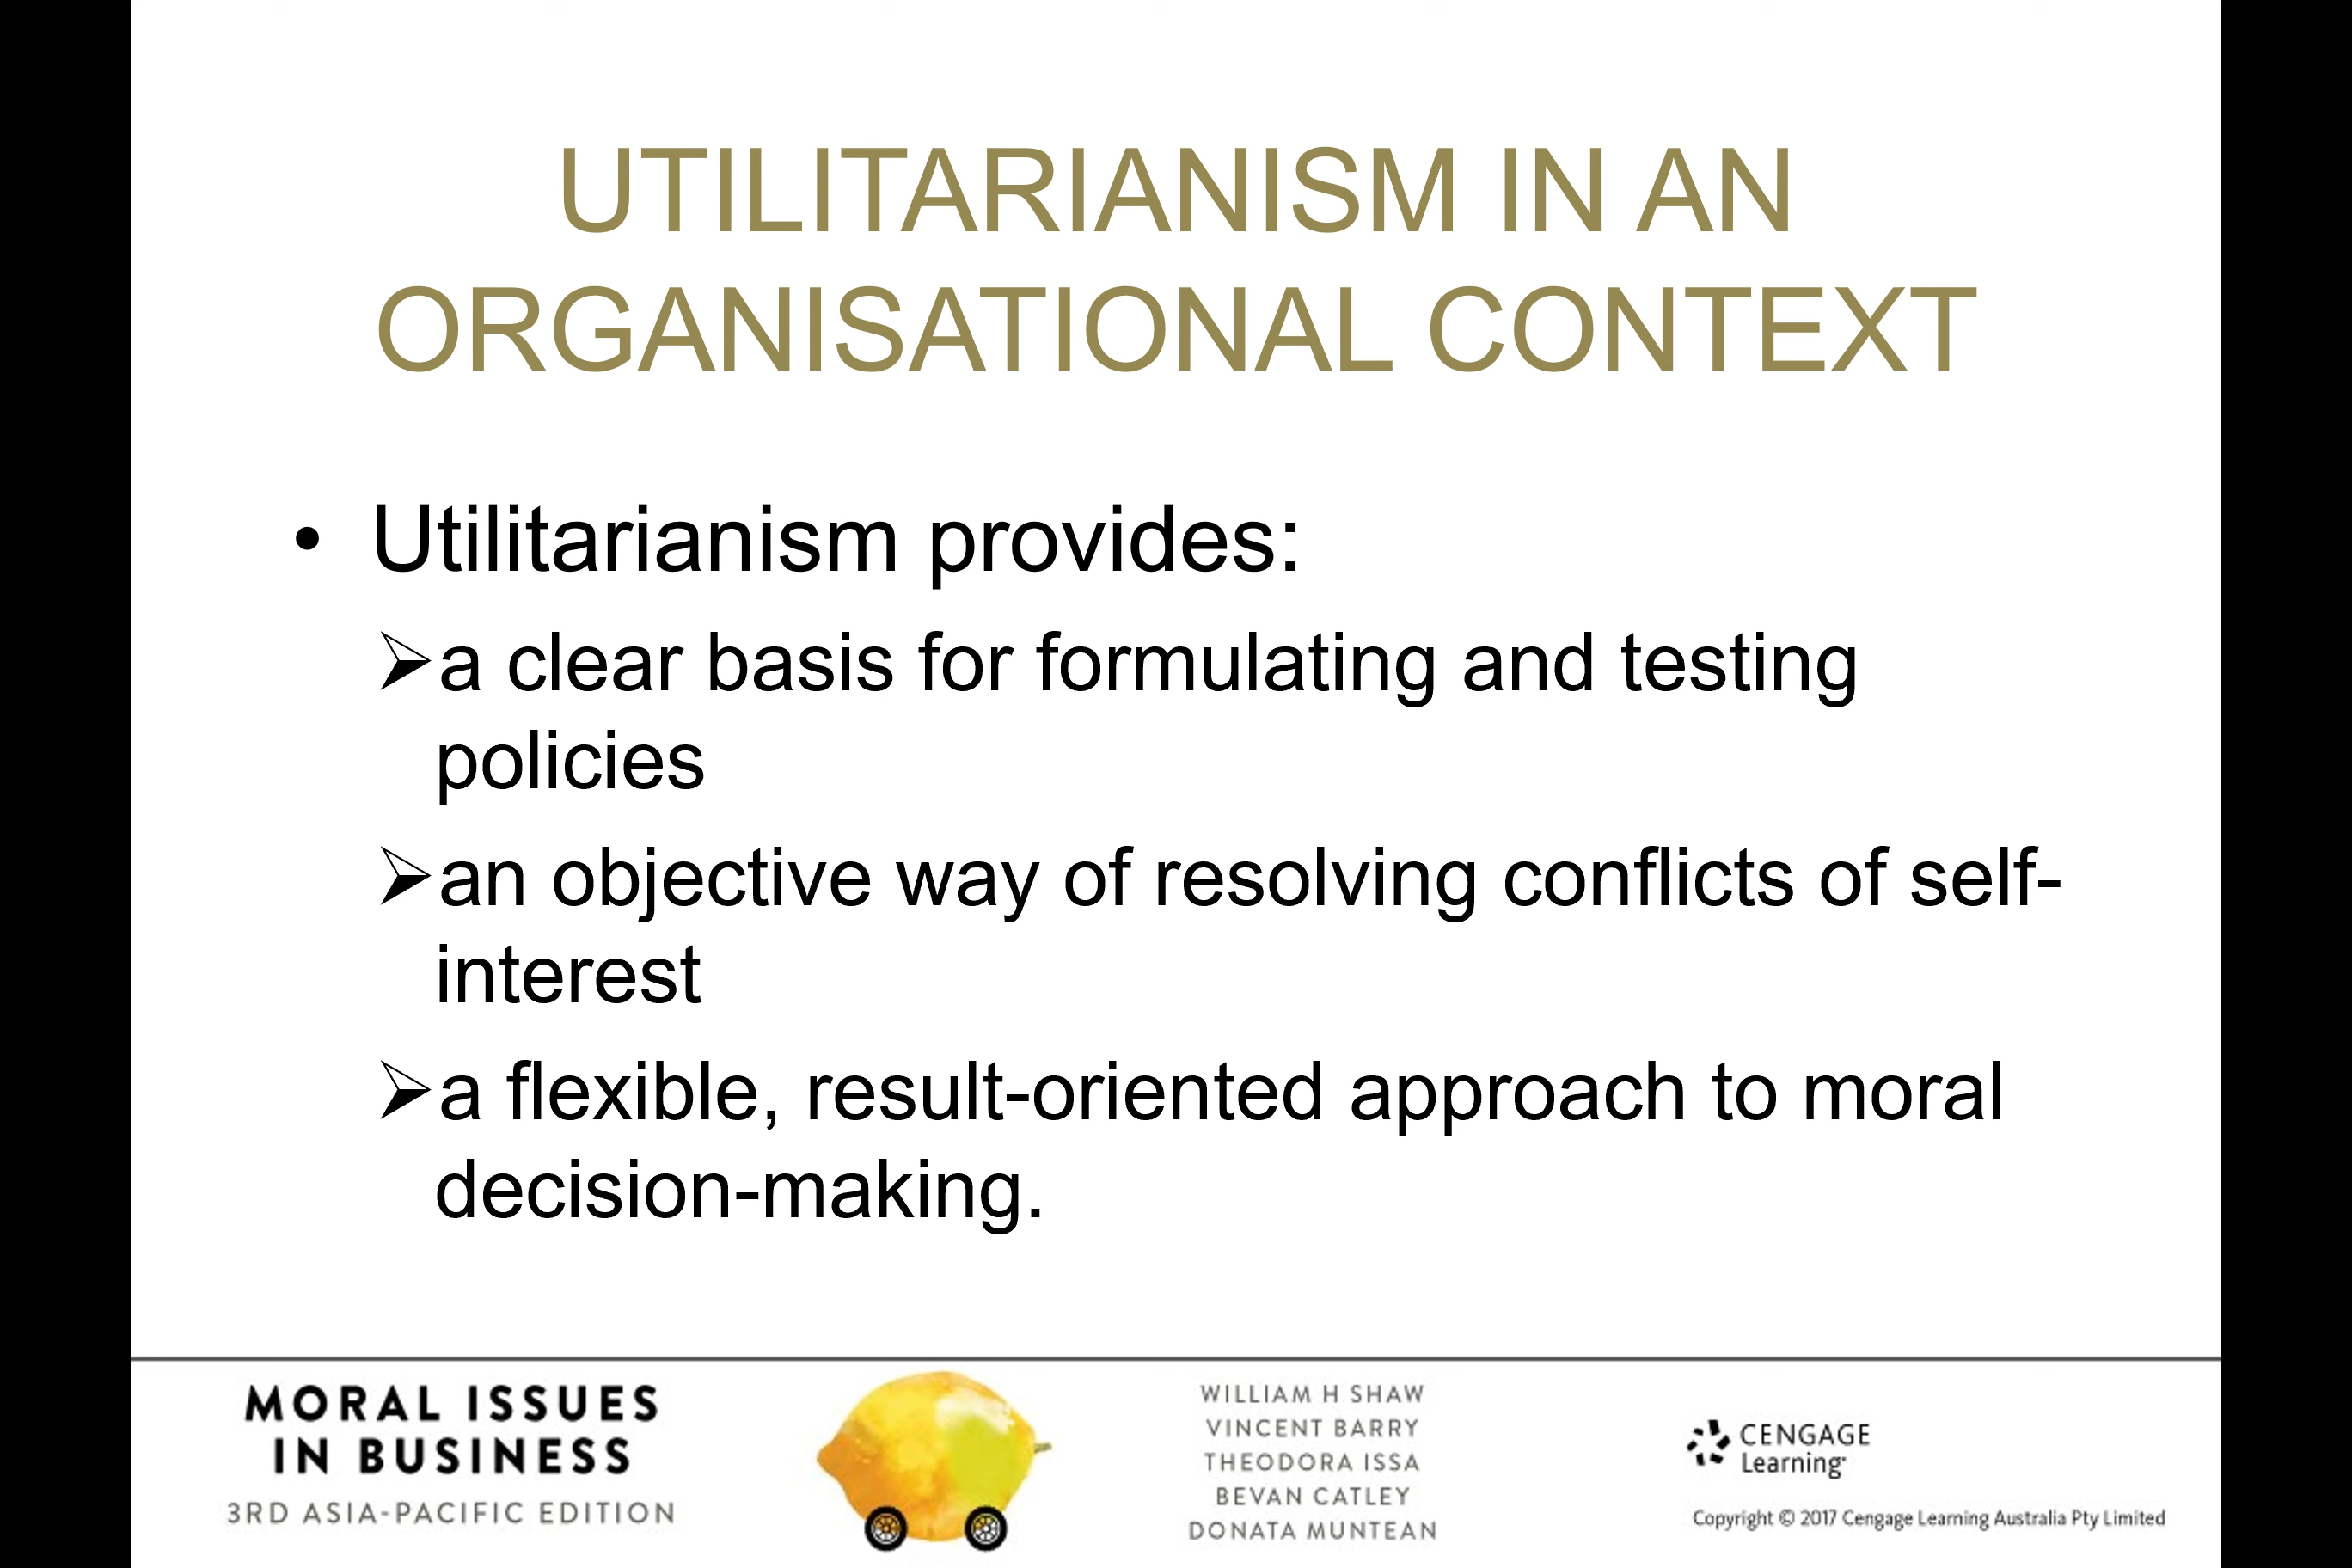 UTILITARIANISM IN AN
ORGANISATIONAL CONTEXT
• Utilitarianism provides:
➢a clear basis for formulating and testing
policies
➢an objective way of resolving conflicts of self-
interest
➢a flexible, result-oriented approach to moral
decision-making.
MORAL ISSUES
IN BUSINESS
3RD ASIA-PACIFIC EDITION
WILLIAM H SHAW
VINCENT BARRY
THEODORA ISSA
BEVAN CATLEY
DONATA MUNTEAN
CENGAGE
Learning®
Copyright © 2017 Cengage Learning Australia Pty Limited